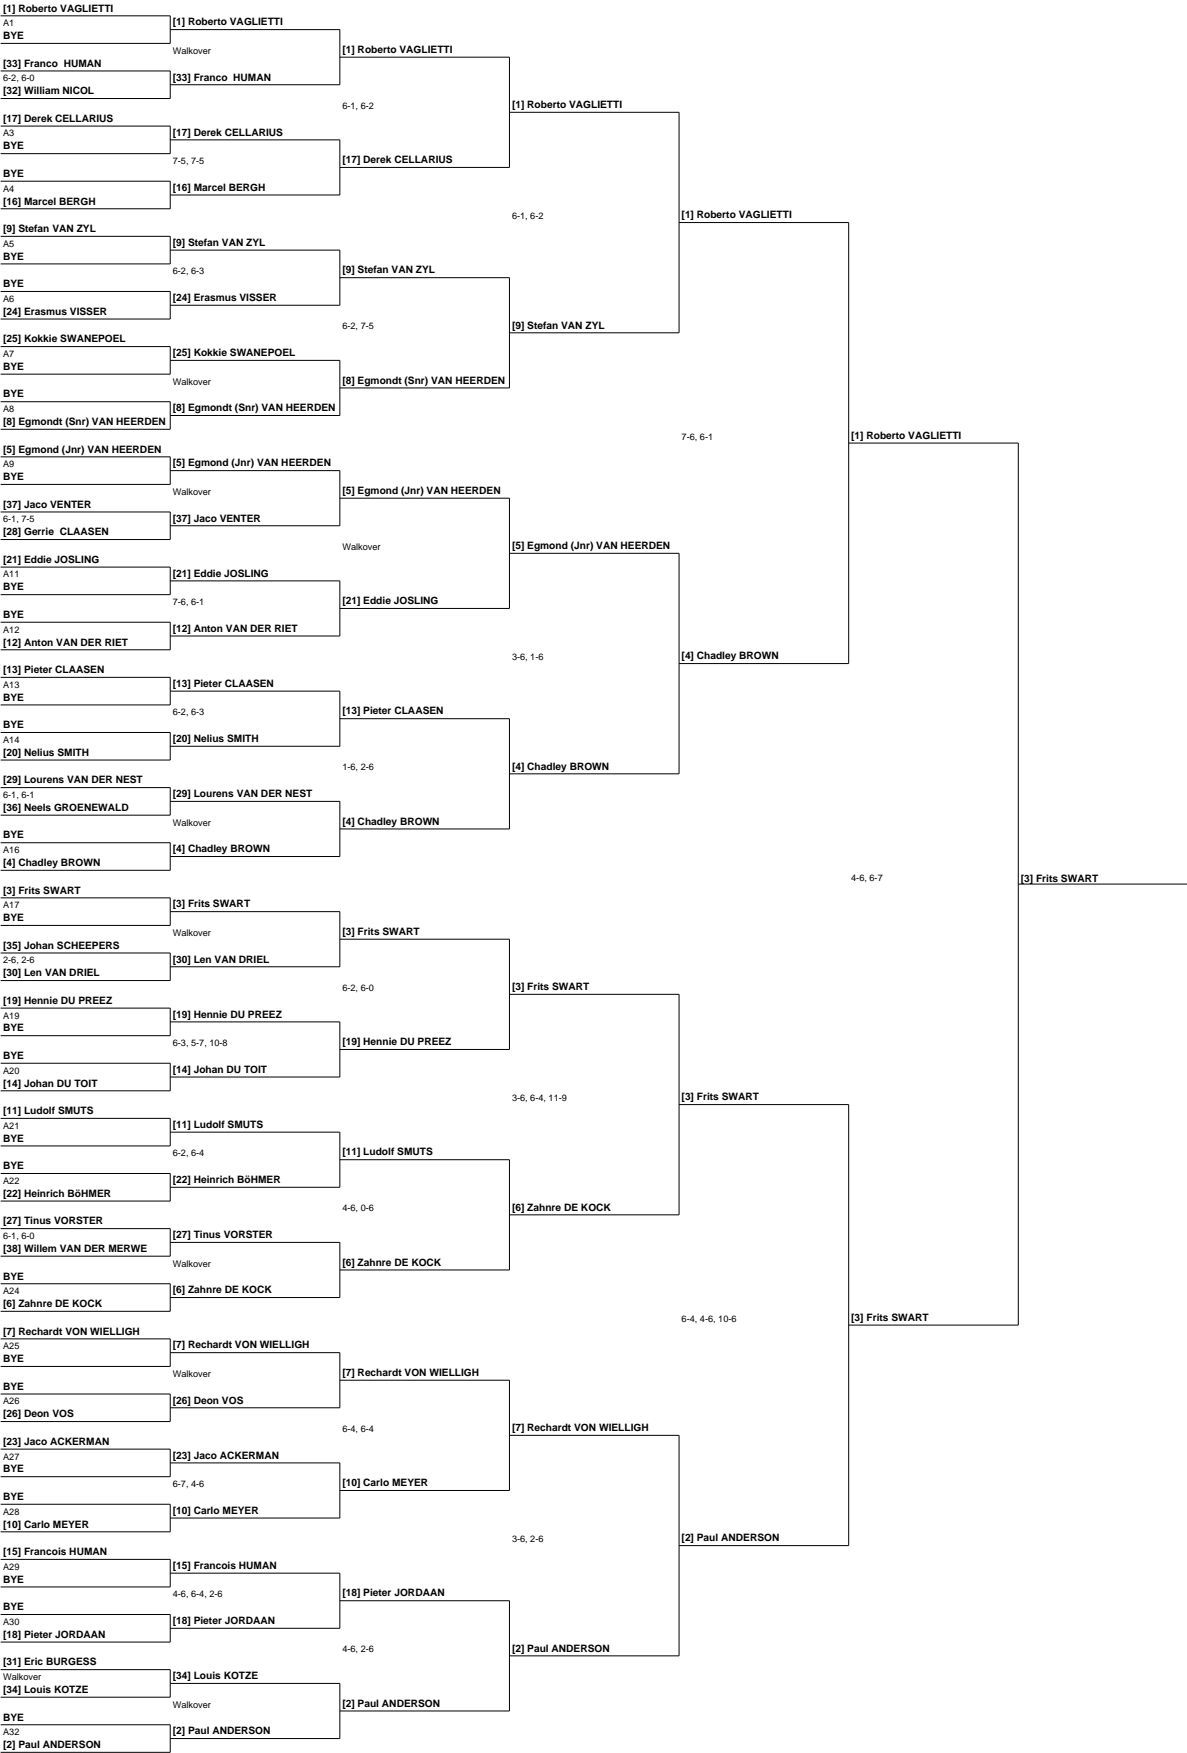 [1] Roberto VAGLIETTI
A1
BYE
[33] Franco  HUMAN
6-2, 6-0
[32] William NICOL
[17] Derek CELLARIUS
A3
BYE
BYE
A4
[16] Marcel BERGH
[9] Stefan VAN ZYL
A5
BYE
BYE
A6
[24] Erasmus VISSER
[25] Kokkie SWANEPOEL
A7
BYE
BYE
A8
[8] Egmondt (Snr) VAN HEERDEN
[5] Egmond (Jnr) VAN HEERDEN
A9
BYE
[37] Jaco VENTER
6-1, 7-5
[28] Gerrie  CLAASEN
[21] Eddie JOSLING
A11
BYE
BYE
A12
[12] Anton VAN DER RIET
[13] Pieter CLAASEN
A13
BYE
BYE
A14
[20] Nelius SMITH
[29] Lourens VAN DER NEST
6-1, 6-1
[36] Neels GROENEWALD
BYE
A16
[4] Chadley BROWN
[3] Frits SWART
A17
BYE
[35] Johan SCHEEPERS
2-6, 2-6
[30] Len VAN DRIEL
[19] Hennie DU PREEZ
A19
BYE
BYE
A20
[14] Johan DU TOIT
[11] Ludolf SMUTS
A21
BYE
BYE
A22
[22] Heinrich BöHMER
[27] Tinus VORSTER
6-1, 6-0
[38] Willem VAN DER MERWE
BYE
A24
[6] Zahnre DE KOCK
[7] Rechardt VON WIELLIGH
A25
BYE
BYE
A26
[26] Deon VOS
[23] Jaco ACKERMAN
A27
BYE
BYE
A28
[10] Carlo MEYER
[15] Francois HUMAN
A29
BYE
BYE
A30
[18] Pieter JORDAAN
[31] Eric BURGESS
Walkover
[34] Louis KOTZE
BYE
A32
[2] Paul ANDERSON
[1] Roberto VAGLIETTI
Walkover
[33] Franco  HUMAN
[17] Derek CELLARIUS
7-5, 7-5
[16] Marcel BERGH
[9] Stefan VAN ZYL
6-2, 6-3
[24] Erasmus VISSER
[25] Kokkie SWANEPOEL
Walkover
[8] Egmondt (Snr) VAN HEERDEN
[5] Egmond (Jnr) VAN HEERDEN
Walkover
[37] Jaco VENTER
[21] Eddie JOSLING
7-6, 6-1
[12] Anton VAN DER RIET
[13] Pieter CLAASEN
6-2, 6-3
[20] Nelius SMITH
[29] Lourens VAN DER NEST
Walkover
[4] Chadley BROWN
[3] Frits SWART
Walkover
[30] Len VAN DRIEL
[19] Hennie DU PREEZ
6-3, 5-7, 10-8
[14] Johan DU TOIT
[11] Ludolf SMUTS
6-2, 6-4
[22] Heinrich BöHMER
[27] Tinus VORSTER
Walkover
[6] Zahnre DE KOCK
[7] Rechardt VON WIELLIGH
Walkover
[26] Deon VOS
[23] Jaco ACKERMAN
6-7, 4-6
[10] Carlo MEYER
[15] Francois HUMAN
4-6, 6-4, 2-6
[18] Pieter JORDAAN
[34] Louis KOTZE
Walkover
[2] Paul ANDERSON
[1] Roberto VAGLIETTI
6-1, 6-2
[17] Derek CELLARIUS
[9] Stefan VAN ZYL
6-2, 7-5
[8] Egmondt (Snr) VAN HEERDEN
[5] Egmond (Jnr) VAN HEERDEN
Walkover
[21] Eddie JOSLING
[13] Pieter CLAASEN
1-6, 2-6
[4] Chadley BROWN
[3] Frits SWART
6-2, 6-0
[19] Hennie DU PREEZ
[11] Ludolf SMUTS
4-6, 0-6
[6] Zahnre DE KOCK
[7] Rechardt VON WIELLIGH
6-4, 6-4
[10] Carlo MEYER
[18] Pieter JORDAAN
4-6, 2-6
[2] Paul ANDERSON
[1] Roberto VAGLIETTI
6-1, 6-2
[9] Stefan VAN ZYL
[5] Egmond (Jnr) VAN HEERDEN
3-6, 1-6
[4] Chadley BROWN
[3] Frits SWART
3-6, 6-4, 11-9
[6] Zahnre DE KOCK
[7] Rechardt VON WIELLIGH
3-6, 2-6
[2] Paul ANDERSON
[1] Roberto VAGLIETTI
7-6, 6-1
[4] Chadley BROWN
[3] Frits SWART
6-4, 4-6, 10-6
[2] Paul ANDERSON
[1] Roberto VAGLIETTI
4-6, 6-7
[3] Frits SWART
[3] Frits SWART